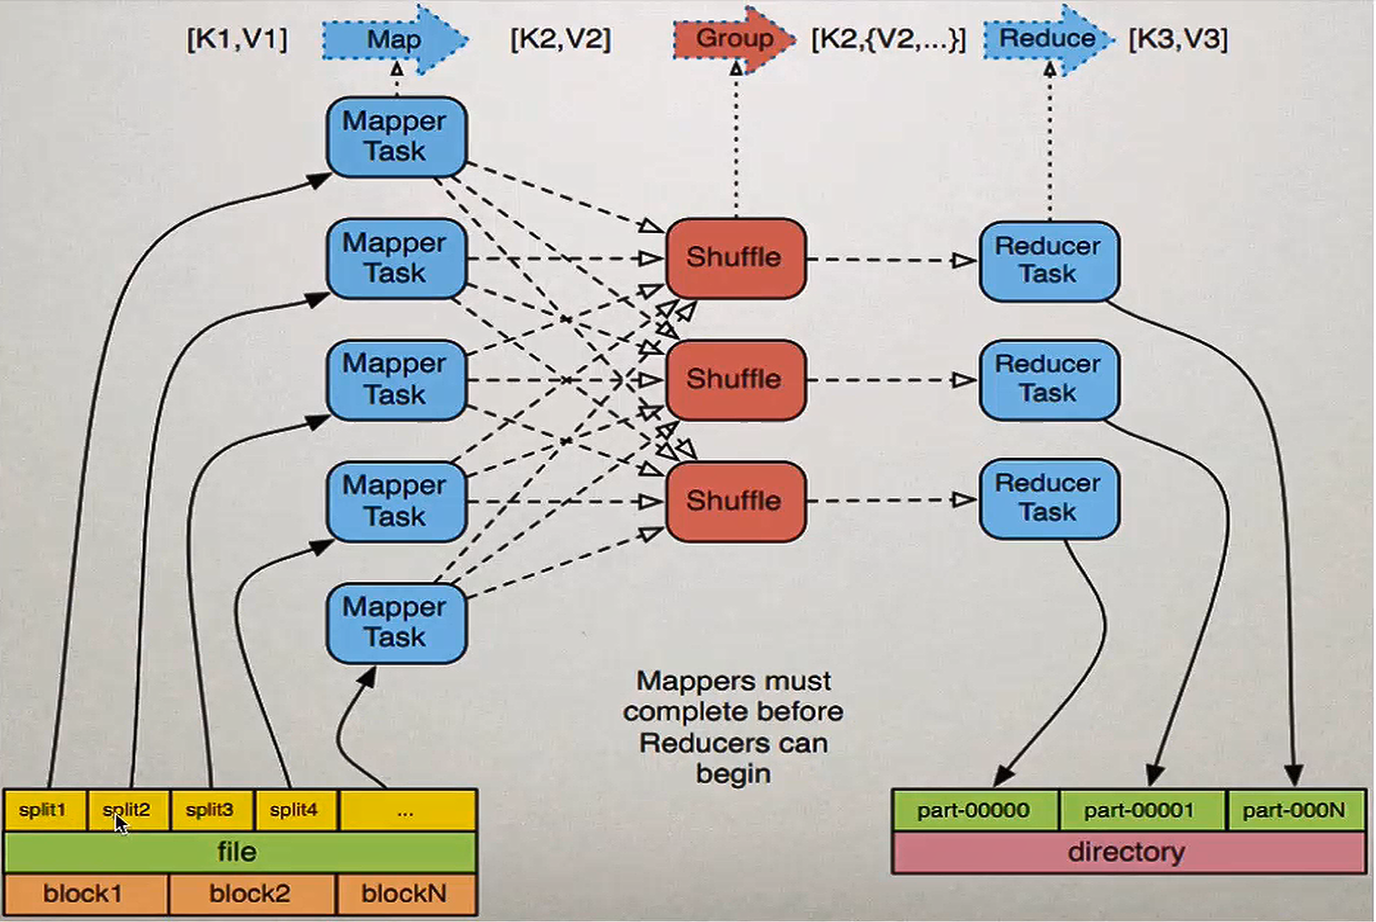 [K1,V1] Map [K2,V2] Group [K2,{V2,...}] Reduce [K3,V3]
Mapper
Task
Mapper
Task
Mapper
Task
Mapper
Task
Mapper
Task
Shuffle
Shuffle
Shuffle
Reducer
Task
Reducer
Task
Reducer
Task
Mappers must
complete before
Reducers can
begin
split1 split2 split3 split4 ...
file
block1 block2 blockN
part-00000 part-00001 part-000N
directory